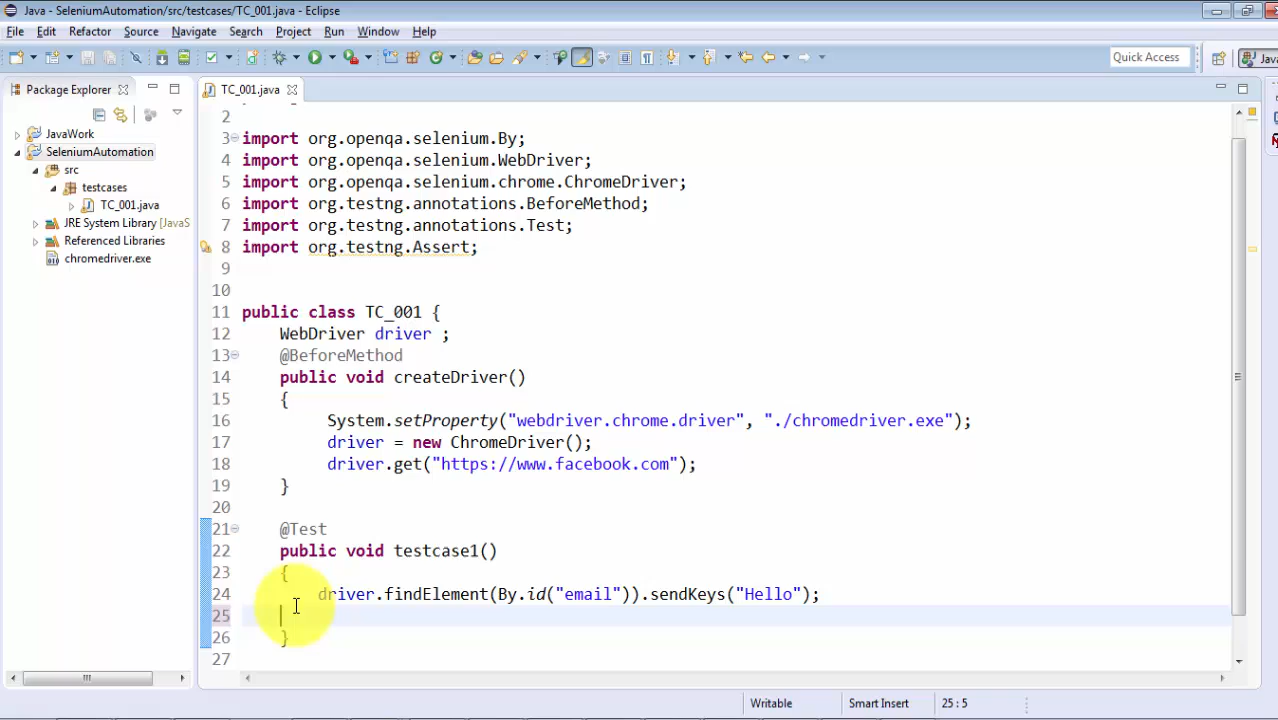 Java - SeleniumAutomation/src/testcases/TC_001.java - Eclipse
File Edit Refactor Source Navigate Search Project Run Window Help
Quick Access
Java
Package Explorer
TC_001.java
JavaWork
SeleniumAutomation
src
testcases
TC_001.java
JRE System Library [JavaS
Referenced Libraries
chromedriver.exe
2
3 import org.openqa.selenium.By;
4 import org.openqa.selenium.WebDriver;
5 import org.openqa.selenium.chrome.ChromeDriver;
6 import org.testng.annotations.BeforeMethod;
7 import org.testng.annotations.Test;
8 import org.testng.Assert;
9
10
11 public class TC_001 {
12 WebDriver driver ;
13 @BeforeMethod
14 public void createDriver()
15 {
16 System.setProperty("webdriver.chrome.driver", "./chromedriver.exe");
17 driver = new ChromeDriver();
18 driver.get("https://www.facebook.com");
19 }
20
21 @Test
22 public void testcase1()
23 {
24 driver.findElement(By.id("email")).sendKeys("Hello");
25
26 }
27
Writable Smart Insert 25 : 5